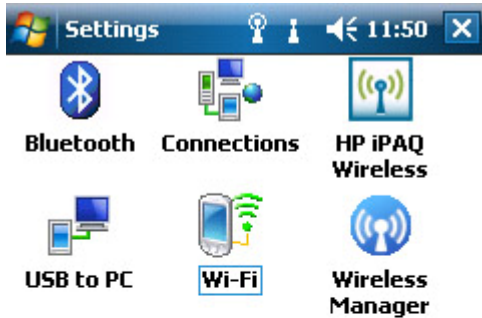 Settings 11:50
Bluetooth Connections HP iPAQ
Wireless
USB to PC Wi-Fi Wireless
Manager